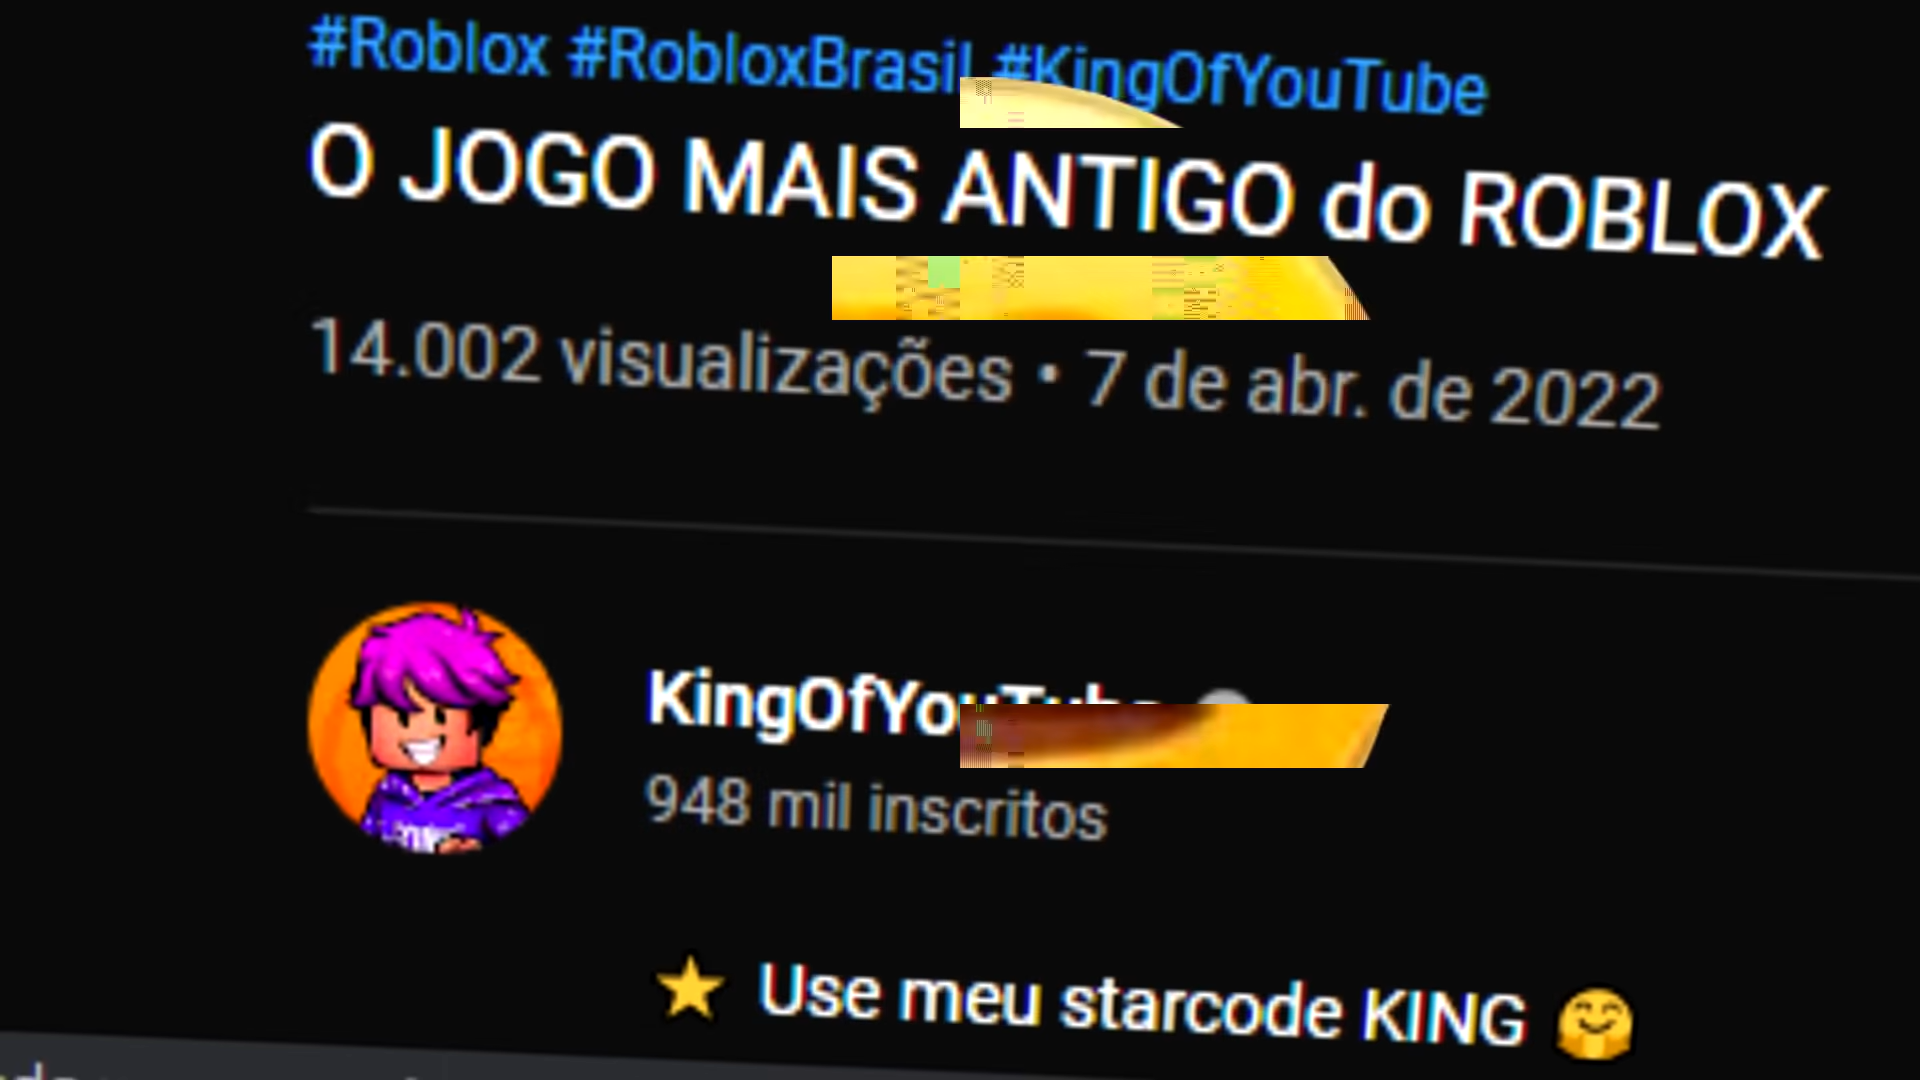 #Roblox #RobloxBrasil #KingOfYouTube
O JOGO MAIS ANTIGO do ROBLOX
14.002 visualizações • 7 de abr. de 2022
KingOfYouTube
948 mil inscritos
⭐ Use meu starcode KING 🤗